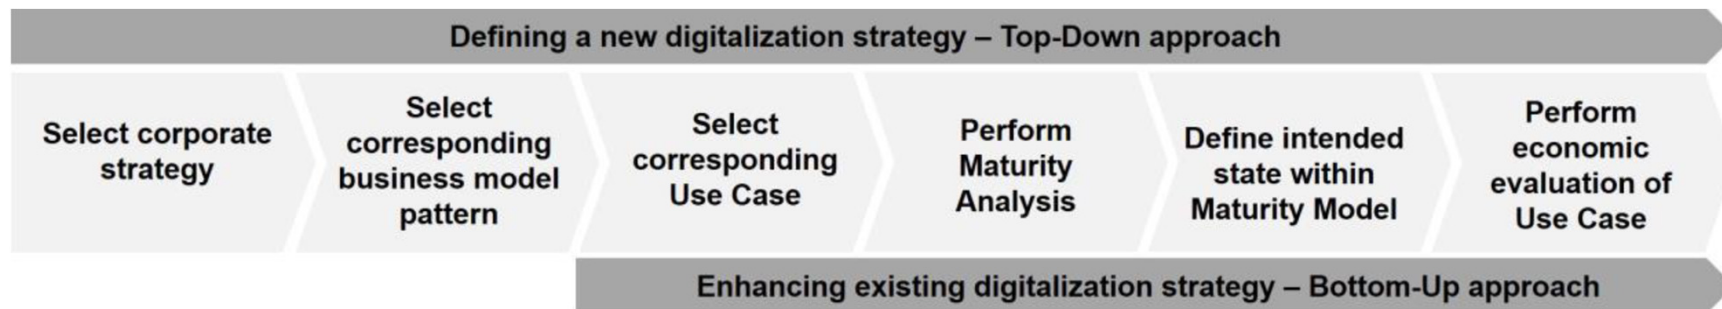 Defining a new digitalization strategy – Top-Down approach
Select corporate
strategy
Select
corresponding
business model
pattern
Select
corresponding
Use Case
Perform
Maturity
Analysis
Define intended
state within
Maturity Model
Perform
economic
evaluation of
Use Case
Enhancing existing digitalization strategy – Bottom-Up approach